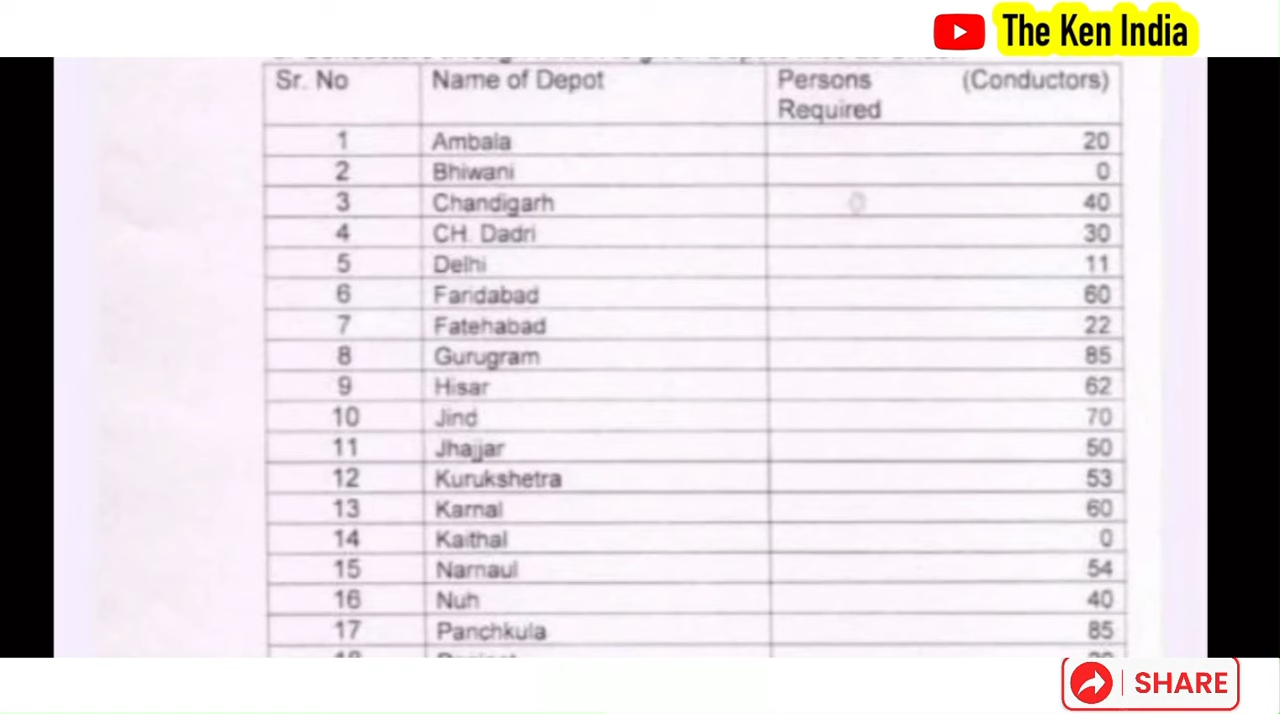 The Ken India
Sr. No Name of Depot Persons (Conductors)
Required
1 Ambala 20
2 Bhiwani 0
3 Chandigarh 40
4 CH. Dadri 30
5 Delhi 11
6 Faridabad 60
7 Fatehabad 22
8 Gurugram 85
9 Hisar 62
10 Jind 70
11 Jhajjar 50
12 Kurukshetra 53
13 Karnal 60
14 Kaithal 0
15 Narnaul 54
16 Nuh 40
17 Panchkula 85
SHARE